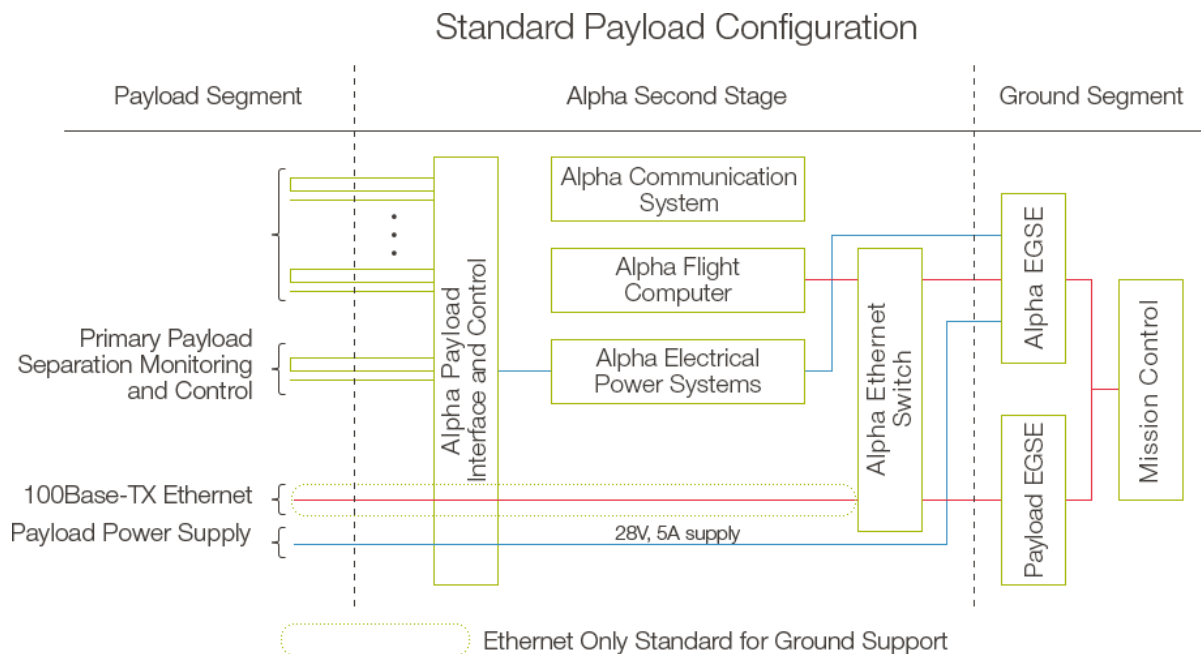 Standard Payload Configuration
Payload Segment
Alpha Second Stage
Ground Segment
Alpha Communication
System
Alpha Flight
Computer
Alpha Electrical
Power Systems
Alpha Payload
Interface and Control
Alpha Ethernet
Switch
Alpha EGSE
Payload EGSE
Mission Control
Primary Payload
Separation Monitoring
and Control
100Base-TX Ethernet
Payload Power Supply
28V, 5A supply
Ethernet Only Standard for Ground Support